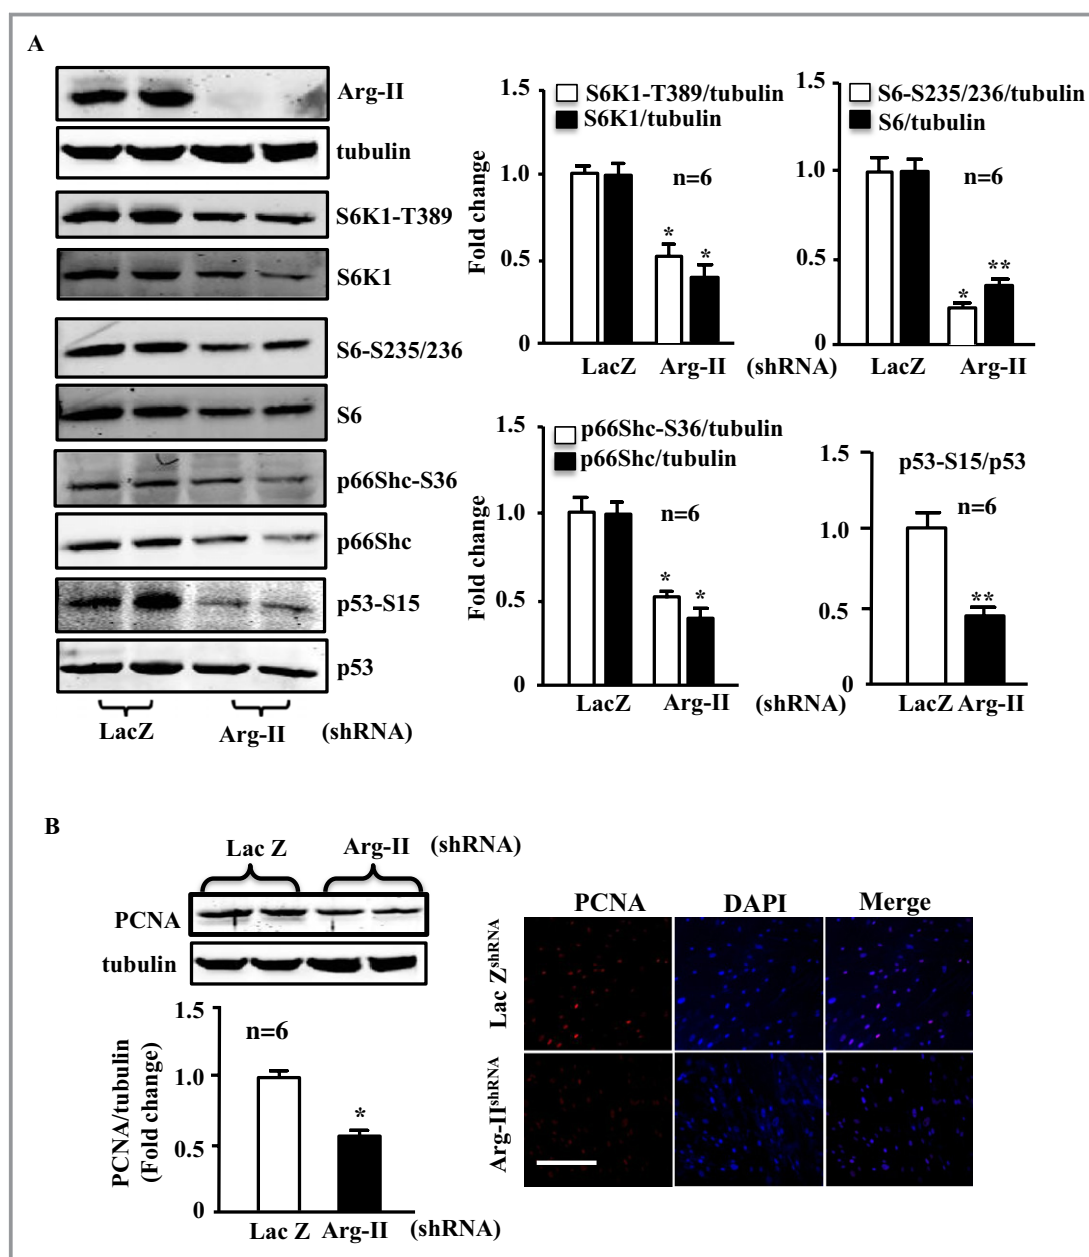 A
Arg-II
tubulin
S6K1-T389
S6K1
S6-S235/236
S6
p66Shc-S36
p66Shc
p53-S15
p53
LacZ Arg-II (shRNA)
Fold change
1.5
1.0
0.5
0
S6K1-T389/tubulin
S6K1/tubulin
n=6
* *
LacZ Arg-II (shRNA)
1.5
1.0
0.5
0
S6-S235/236/tubulin
S6/tubulin
n=6
* **
LacZ Arg-II
Fold change
1.5
1.0
0.5
0
p66Shc-S36/tubulin
p66Shc/tubulin
n=6
* *
LacZ Arg-II (shRNA)
1.5
1.0
0.5
0
p53-S15/p53
n=6
**
LacZ Arg-II
B
Lac Z Arg-II (shRNA)
PCNA
tubulin
PCNA/tubulin
(Fold change)
1.5
1.0
0.5
0
n=6
*
Lac Z Arg-II (shRNA)
PCNA DAPI Merge
Lac ZshRNA
Arg-IIshRNA